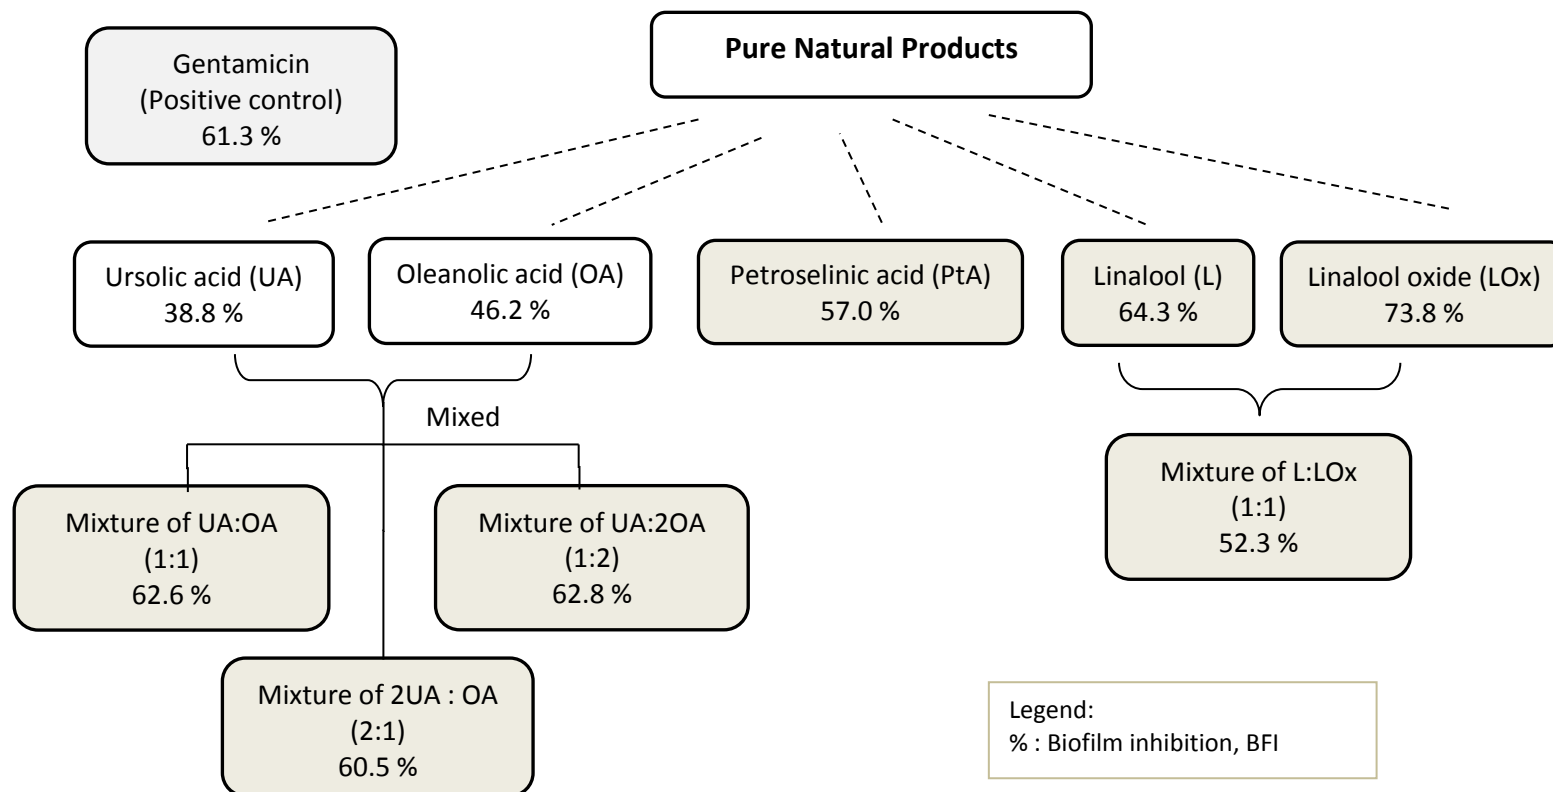 Pure Natural Products
Gentamicin
(Positive control)
61.3 %
Ursolic acid (UA)
38.8 %
Oleanolic acid (OA)
46.2 %
Petroselinic acid (PtA)
57.0 %
Linalool (L)
64.3 %
Linalool oxide (LOx)
73.8 %
Mixed
Mixture of UA:OA
(1:1)
62.6 %
Mixture of UA:2OA
(1:2)
62.8 %
Mixture of L:LOx
(1:1)
52.3 %
Mixture of 2UA : OA
(2:1)
60.5 %
Legend:
% : Biofilm inhibition, BFI